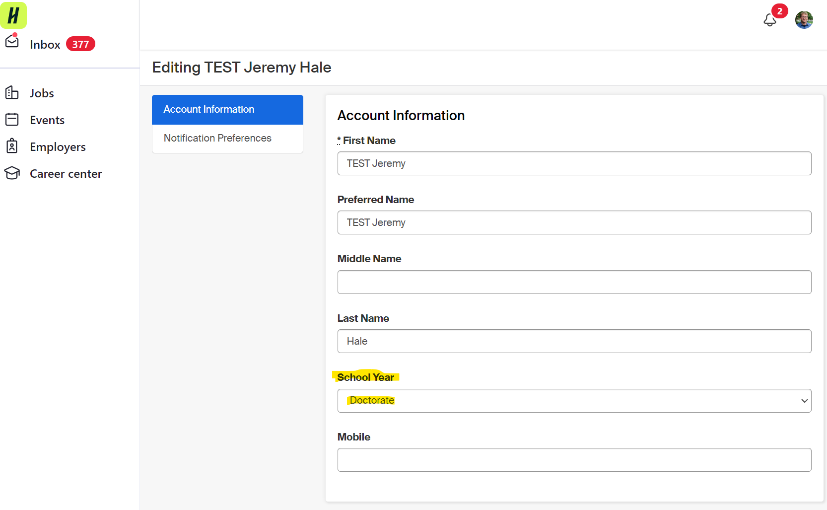 H
2
Inbox 377
Editing TEST Jeremy Hale
Jobs
Events
Employers
Career center
Account Information
Notification Preferences
Account Information
* First Name
TEST Jeremy
Preferred Name
TEST Jeremy
Middle Name
Last Name
Hale
School Year
Doctorate
Mobile